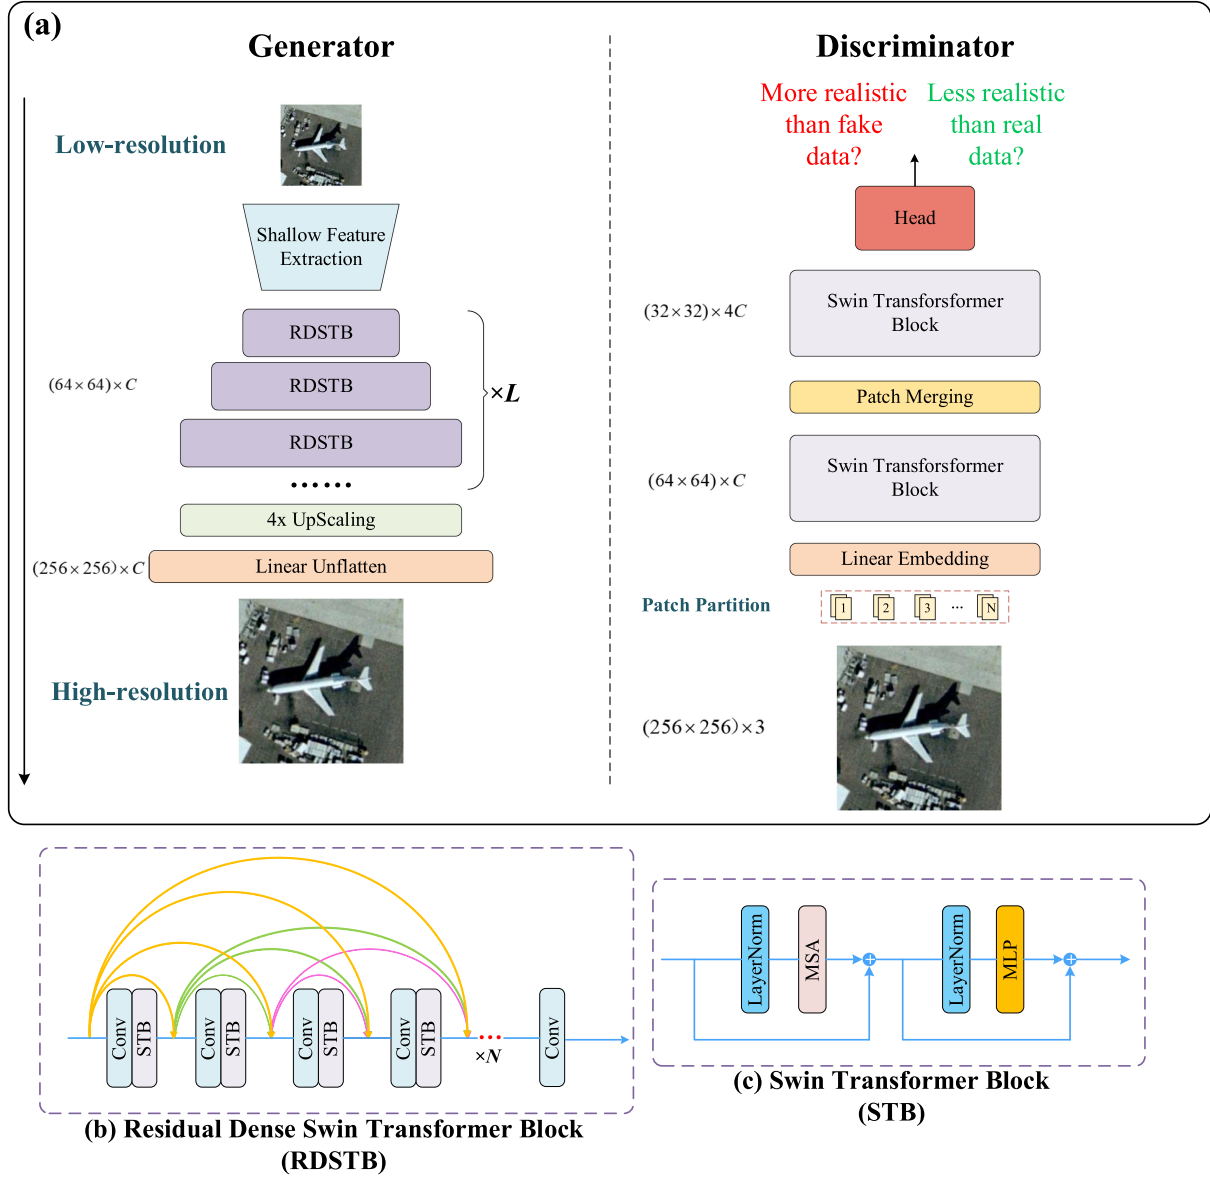 (a)
Generator
Low-resolution
Shallow Feature
Extraction
RDSTB
RDSTB
(64×64)×C
RDSTB
×L
......
4x UpScaling
Linear Unflatten
(256×256)×C
High-resolution
Discriminator
More realistic
than fake
data?
Less realistic
than real
data?
Head
(32×32)×4C
Swin Transforsformer
Block
Patch Merging
(64×64)×C
Swin Transforsformer
Block
Linear Embedding
Patch Partition
1 2 3 ... N
(256×256)×3
Conv STB Conv STB Conv STB Conv STB ... ×N Conv
(b) Residual Dense Swin Transformer Block
(RDSTB)
LayerNorm MSA + LayerNorm MLP +
(c) Swin Transformer Block
(STB)